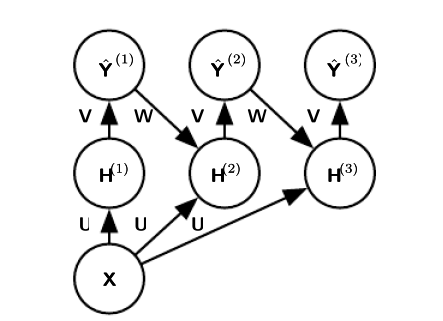 Ŷ(1) Ŷ(2) Ŷ(3)
V W V W V
H(1) H(2) H(3)
U U U
X